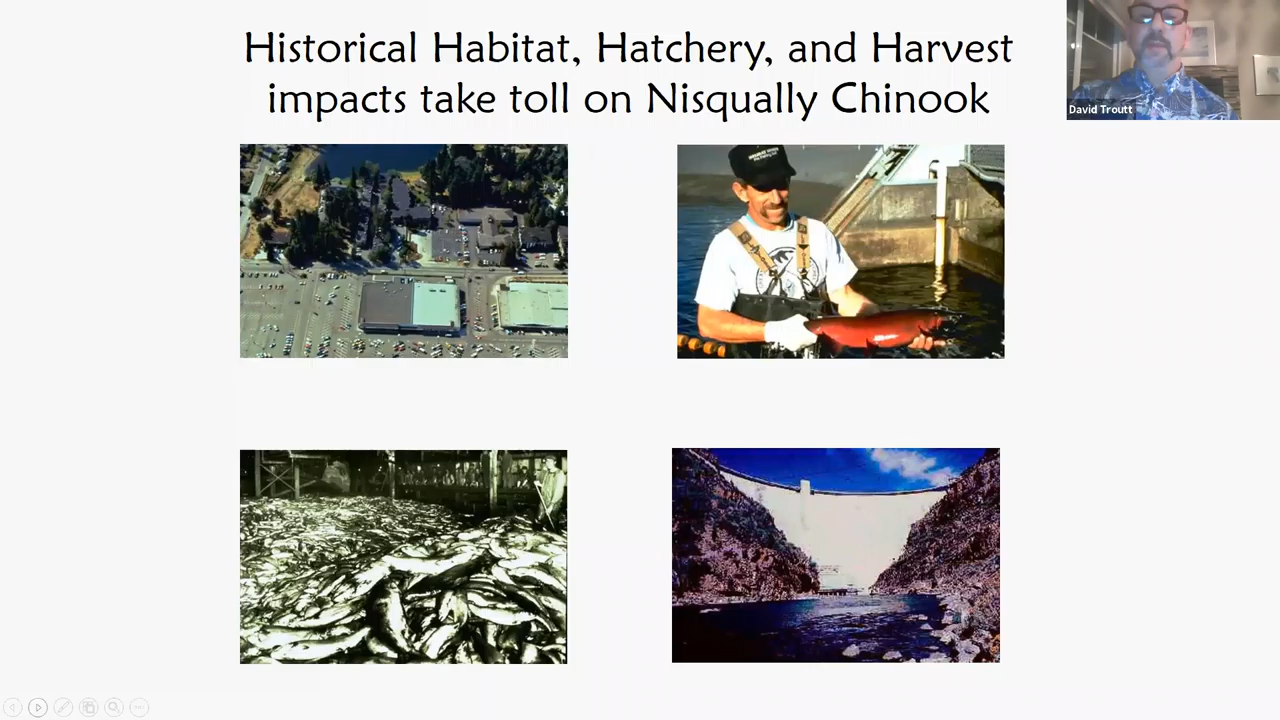 Historical Habitat, Hatchery, and Harvest
impacts take toll on Nisqually Chinook
David Troutt